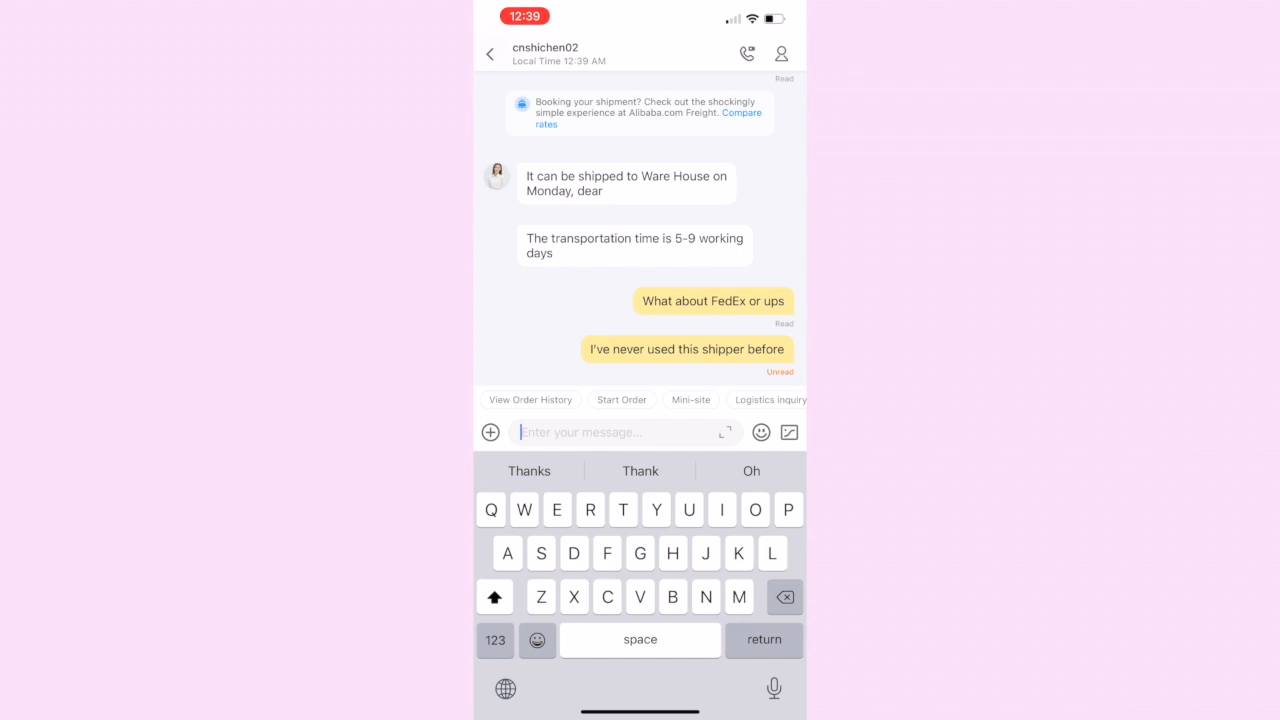 12:39
cnshichen02
Local Time 12:39 AM
Read
Booking your shipment? Check out the shockingly
simple experience at Alibaba.com Freight. Compare
rates
It can be shipped to Ware House on
Monday, dear
The transportation time is 5-9 working
days
What about FedEx or ups
Read
I've never used this shipper before
Unread
View Order History Start Order Mini-site Logistics inquiry
Enter your message...
Thanks Thank Oh
Q W E R T Y U I O P
A S D F G H J K L
Z X C V B N M
123 space return